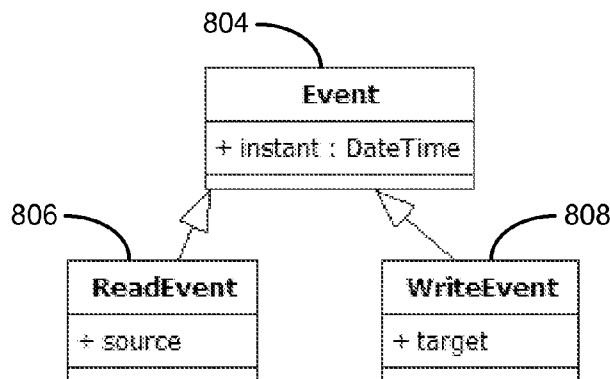 804
Event
+ instant : DateTime
806
808
ReadEvent
WriteEvent
+ source
+ target